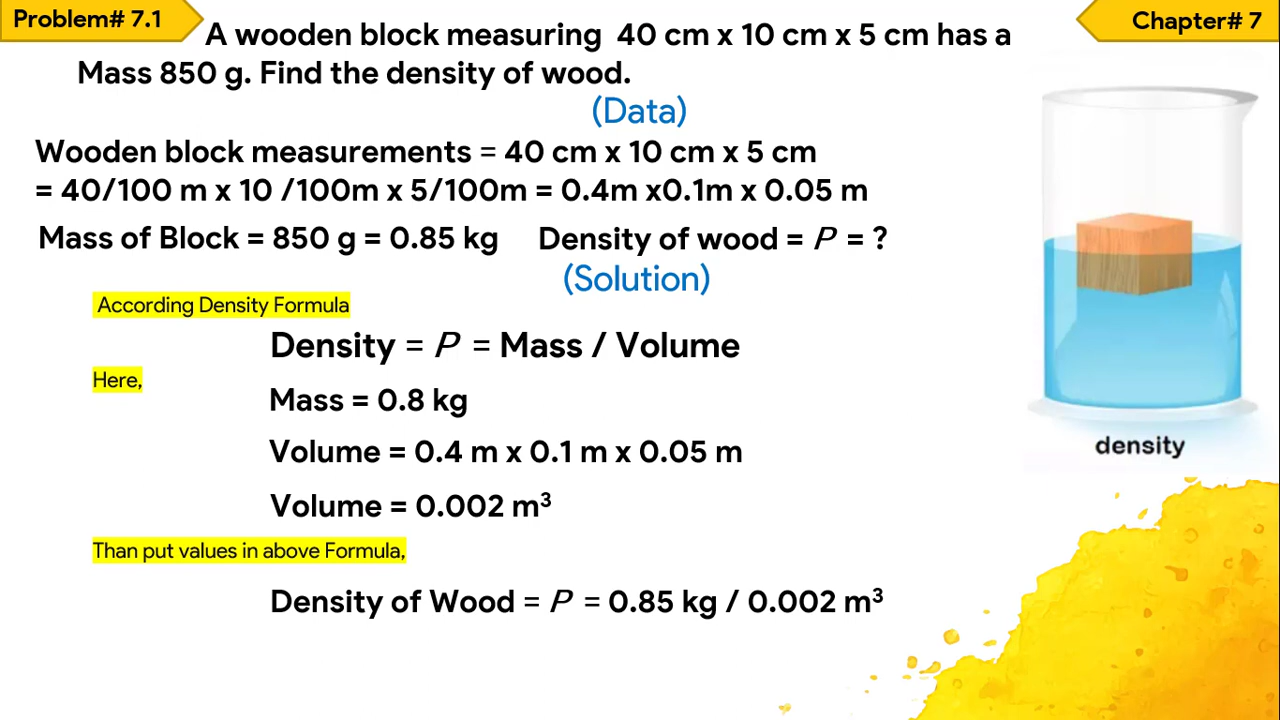 Problem# 7.1
Chapter# 7
A wooden block measuring 40 cm x 10 cm x 5 cm has a
Mass 850 g. Find the density of wood.
(Data)
Wooden block measurements = 40 cm x 10 cm x 5 cm
= 40/100 m x 10 /100m x 5/100m = 0.4m x0.1m x 0.05 m
Mass of Block = 850 g = 0.85 kg Density of wood = P = ?
(Solution)
According Density Formula
Density = P = Mass / Volume
Here,
Mass = 0.8 kg
Volume = 0.4 m x 0.1 m x 0.05 m
Volume = 0.002 m³
Than put values in above Formula,
Density of Wood = P = 0.85 kg / 0.002 m³
density